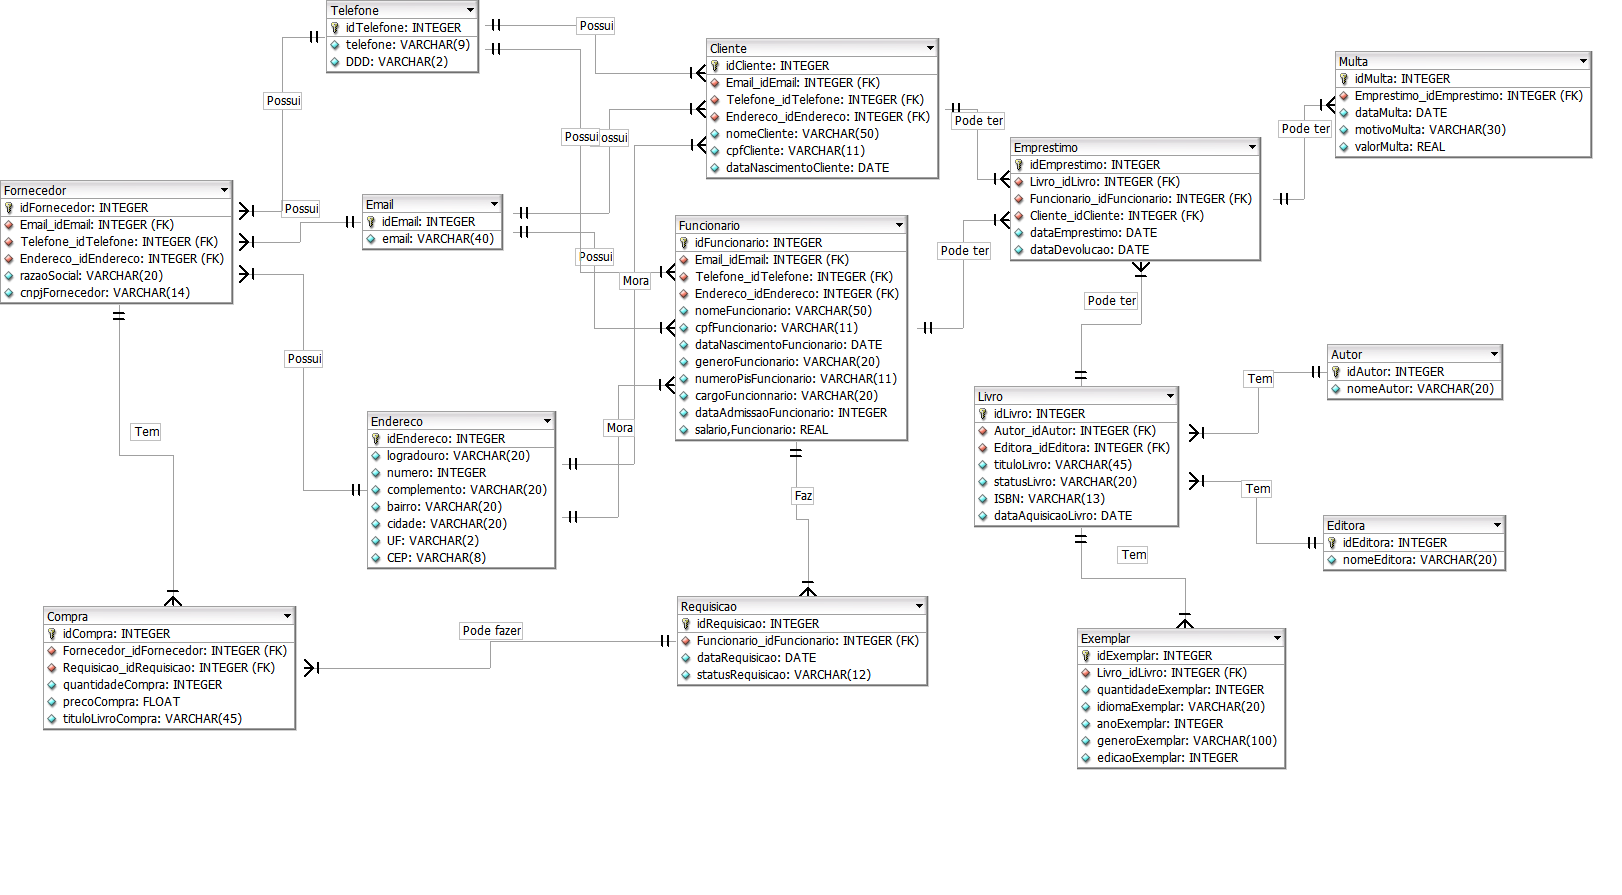 Telefone
idTelefone: INTEGER
telefone: VARCHAR(9)
DDD: VARCHAR(2)
Possui
Cliente
idCliente: INTEGER
Email_idEmail: INTEGER (FK)
Telefone_idTelefone: INTEGER (FK)
Endereco_idEndereco: INTEGER (FK)
nomeCliente: VARCHAR(50)
cpfCliente: VARCHAR(11)
dataNascimentoCliente: DATE
Multa
idMulta: INTEGER
Emprestimo_idEmprestimo: INTEGER (FK)
dataMulta: DATE
motivoMulta: VARCHAR(30)
valorMulta: REAL
Possui
Pode ter
Pode ter
Possui
ossui
Emprestimo
idEmprestimo: INTEGER
Livro_idLivro: INTEGER (FK)
Funcionario_idFuncionario: INTEGER (FK)
Cliente_idCliente: INTEGER (FK)
dataEmprestimo: DATE
dataDevolucao: DATE
Fornecedor
idFornecedor: INTEGER
Email_idEmail: INTEGER (FK)
Telefone_idTelefone: INTEGER (FK)
Endereco_idEndereco: INTEGER (FK)
razaoSocial: VARCHAR(20)
cnpjFornecedor: VARCHAR(14)
Possui
Email
idEmail: INTEGER
email: VARCHAR(40)
Possui
Mora
Funcionario
idFuncionario: INTEGER
Email_idEmail: INTEGER (FK)
Telefone_idTelefone: INTEGER (FK)
Endereco_idEndereco: INTEGER (FK)
nomeFuncionario: VARCHAR(50)
cpfFuncionario: VARCHAR(11)
dataNascimentoFuncionario: DATE
generoFuncionario: VARCHAR(20)
numeroPisFuncionario: VARCHAR(11)
cargoFuncionnario: VARCHAR(20)
dataAdmissaoFuncionario: INTEGER
salario,Funcionario: REAL
Pode ter
Pode ter
Possui
Autor
idAutor: INTEGER
nomeAutor: VARCHAR(20)
Tem
Livro
idLivro: INTEGER
Autor_idAutor: INTEGER (FK)
Editora_idEditora: INTEGER (FK)
tituloLivro: VARCHAR(45)
statusLivro: VARCHAR(20)
ISBN: VARCHAR(13)
dataAquisicaoLivro: DATE
Tem
Endereco
idEndereco: INTEGER
logradouro: VARCHAR(20)
numero: INTEGER
complemento: VARCHAR(20)
bairro: VARCHAR(20)
cidade: VARCHAR(20)
UF: VARCHAR(2)
CEP: VARCHAR(8)
Mora
Tem
Faz
Editora
idEditora: INTEGER
nomeEditora: VARCHAR(20)
Tem
Compra
idCompra: INTEGER
Fornecedor_idFornecedor: INTEGER (FK)
Requisicao_idRequisicao: INTEGER (FK)
quantidadeCompra: INTEGER
precoCompra: FLOAT
tituloLivroCompra: VARCHAR(45)
Pode fazer
Requisicao
idRequisicao: INTEGER
Funcionario_idFuncionario: INTEGER (FK)
dataRequisicao: DATE
statusRequisicao: VARCHAR(12)
Exemplar
idExemplar: INTEGER
Livro_idLivro: INTEGER (FK)
quantidadeExemplar: INTEGER
idiomaExemplar: VARCHAR(20)
anoExemplar: INTEGER
generoExemplar: VARCHAR(100)
edicaoExemplar: INTEGER